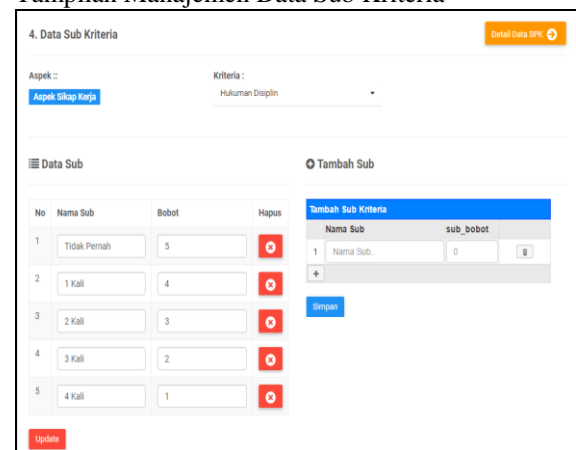 Tampilan Manajemen Data Sub Kriteria
4. Data Sub Kriteria
Detail Data SPK
Aspek ::
Kriteria :
Aspek Sikap Kerja
Hukuman Disiplin
Data Sub
Tambah Sub
No Nama Sub Bobot Hapus
1 Tidak Pernah 5
2 1 Kali 4
3 2 Kali 3
4 3 Kali 2
5 4 Kali 1
Update
Tambah Sub Kriteria
Nama Sub sub_bobot
1 Nama Sub.. 0
+
Simpan